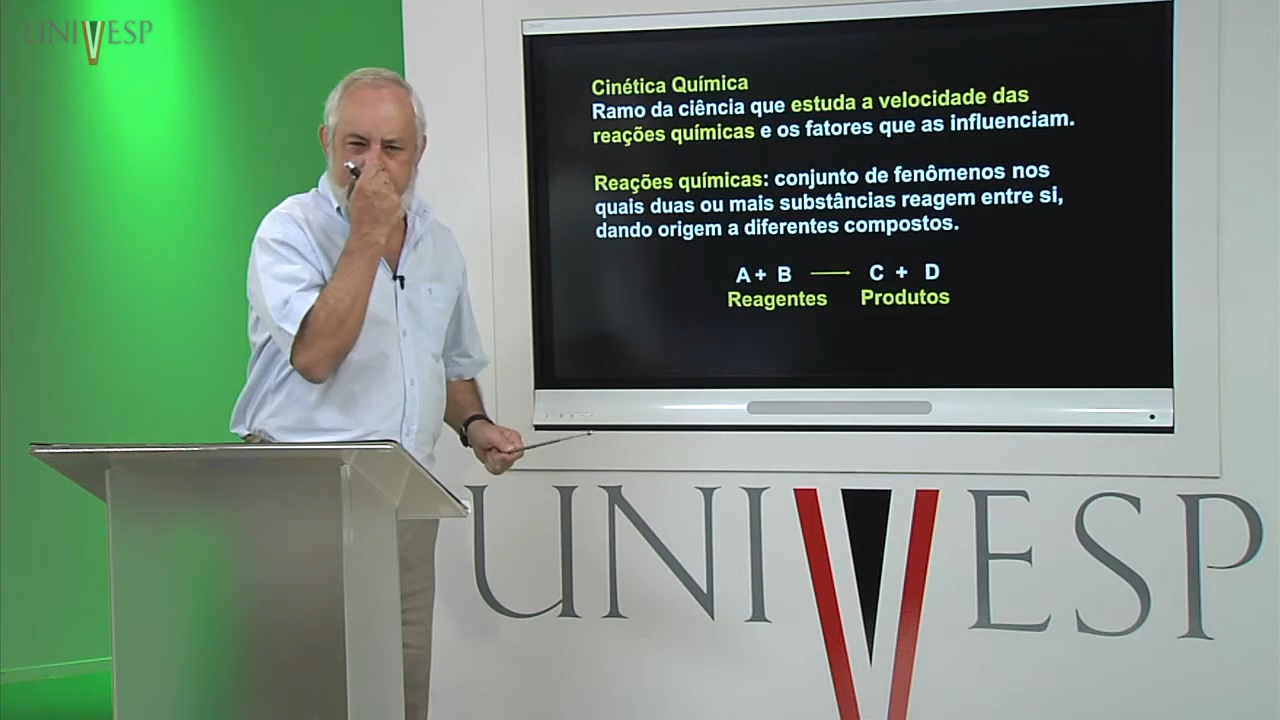 UNIVESP
Cinética Química
Ramo da ciência que estuda a velocidade das
reações químicas e os fatores que as influenciam.
Reações químicas: conjunto de fenômenos nos
quais duas ou mais substâncias reagem entre si,
dando origem a diferentes compostos.
A + B ⟶ C + D
Reagentes Produtos
UNIVESP